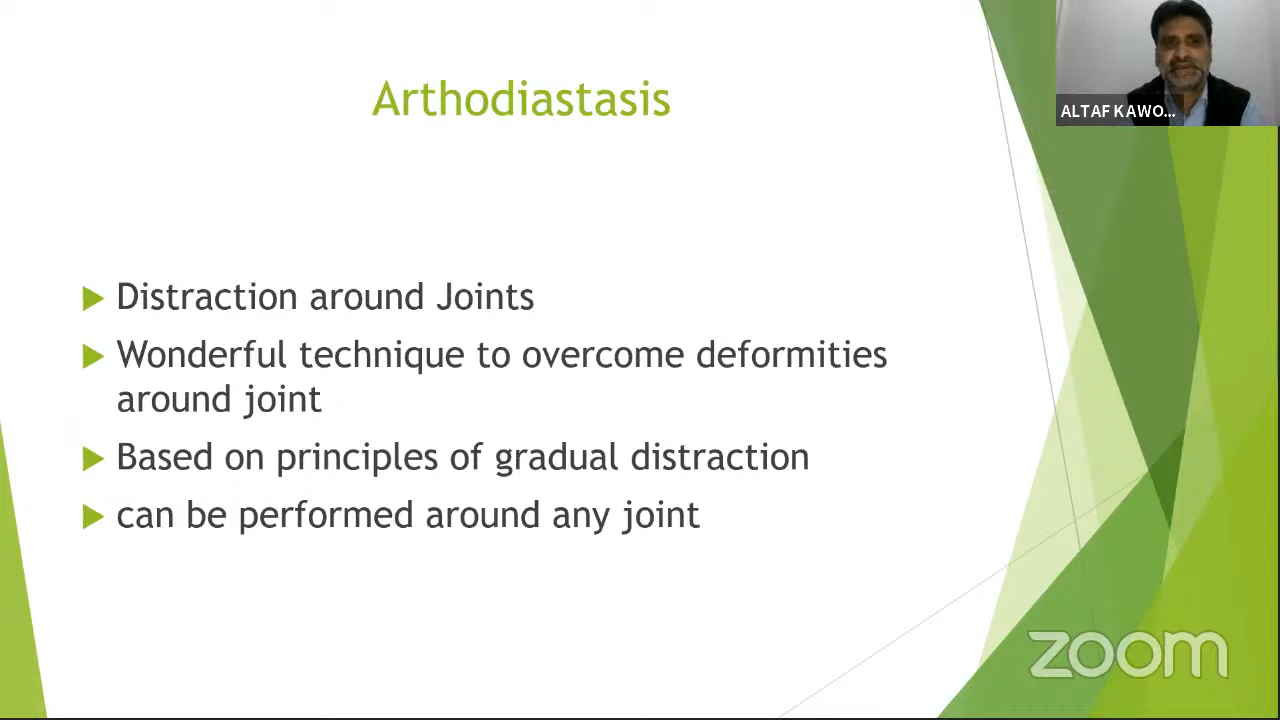 Arthodiastasis
ALTAF KAWO...
Distraction around Joints
Wonderful technique to overcome deformities
around joint
Based on principles of gradual distraction
can be performed around any joint
zoom